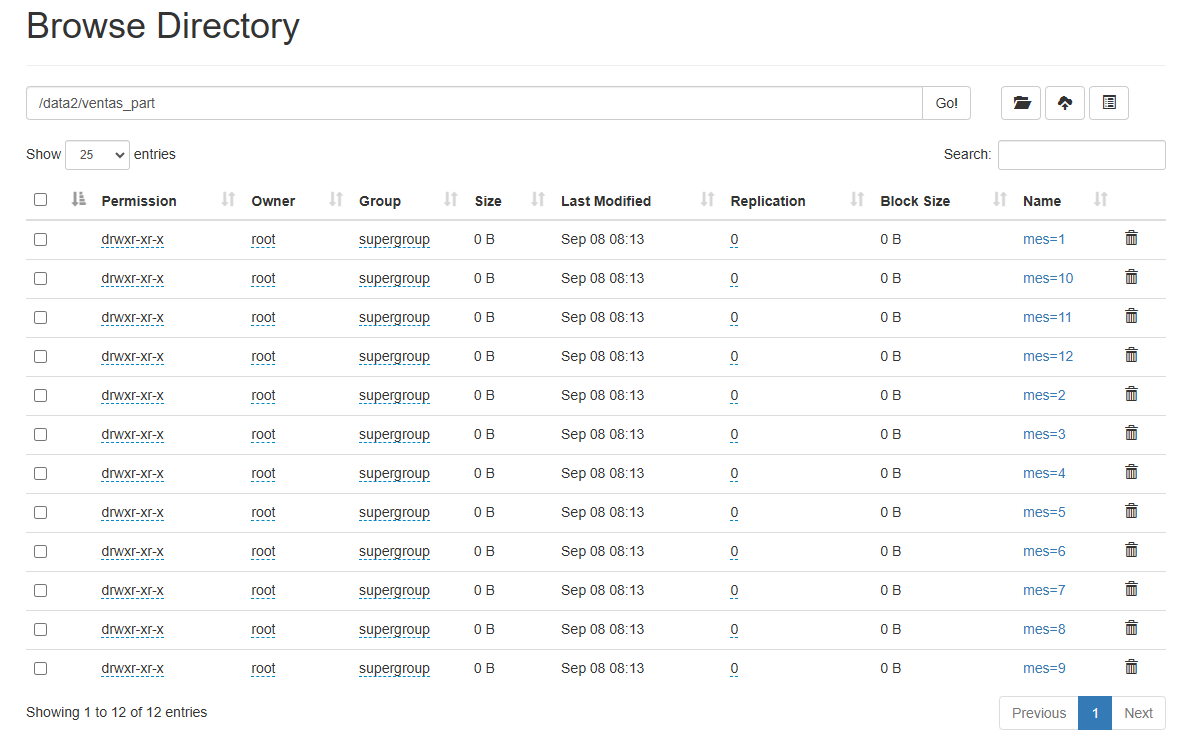 Browse Directory
/data2/ventas_part Go!
Show 25 entries Search:
Permission Owner Group Size Last Modified Replication Block Size Name
drwxr-xr-x root supergroup 0 B Sep 08 08:13 0 0 B mes=1
drwxr-xr-x root supergroup 0 B Sep 08 08:13 0 0 B mes=10
drwxr-xr-x root supergroup 0 B Sep 08 08:13 0 0 B mes=11
drwxr-xr-x root supergroup 0 B Sep 08 08:13 0 0 B mes=12
drwxr-xr-x root supergroup 0 B Sep 08 08:13 0 0 B mes=2
drwxr-xr-x root supergroup 0 B Sep 08 08:13 0 0 B mes=3
drwxr-xr-x root supergroup 0 B Sep 08 08:13 0 0 B mes=4
drwxr-xr-x root supergroup 0 B Sep 08 08:13 0 0 B mes=5
drwxr-xr-x root supergroup 0 B Sep 08 08:13 0 0 B mes=6
drwxr-xr-x root supergroup 0 B Sep 08 08:13 0 0 B mes=7
drwxr-xr-x root supergroup 0 B Sep 08 08:13 0 0 B mes=8
drwxr-xr-x root supergroup 0 B Sep 08 08:13 0 0 B mes=9
Showing 1 to 12 of 12 entries Previous 1 Next